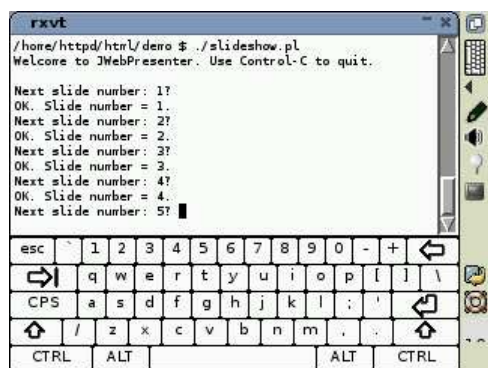 rxvt
/home/httpd/html/demo $ ./slideshow.pl
Welcome to JWebPresenter. Use Control-C to quit.
Next slide number: 1?
OK. Slide number = 1.
Next slide number: 2?
OK. Slide number = 2.
Next slide number: 3?
OK. Slide number = 3.
Next slide number: 4?
OK. Slide number = 4.
Next slide number: 5?
esc ` 1 2 3 4 5 6 7 8 9 0 - +
q w e r t y u i o p [ ] \
CPS a s d f g h j k l ; '
/ z x c v b n m , .
CTRL ALT ALT CTRL